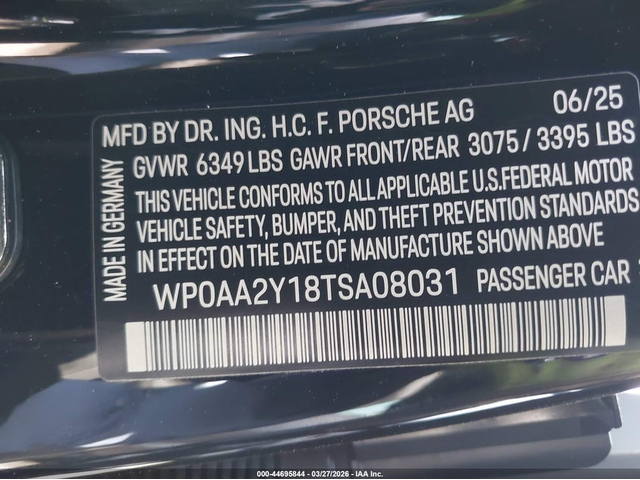 MFD BY DR. ING. H.C. F. PORSCHE AG 06/25
GVWR 6349 LBS GAWR FRONT/REAR 3075 / 3395 LBS
THIS VEHICLE CONFORMS TO ALL APPLICABLE U.S.FEDERAL MOTOR
VEHICLE SAFETY, BUMPER, AND THEFT PREVENTION STANDARDS
IN EFFECT ON THE DATE OF MANUFACTURE SHOWN ABOVE
WP0AA2Y18TSA08031 PASSENGER CAR
MADE IN GERMANY
000-44695844 | 03/27/2026 - IAA Inc.